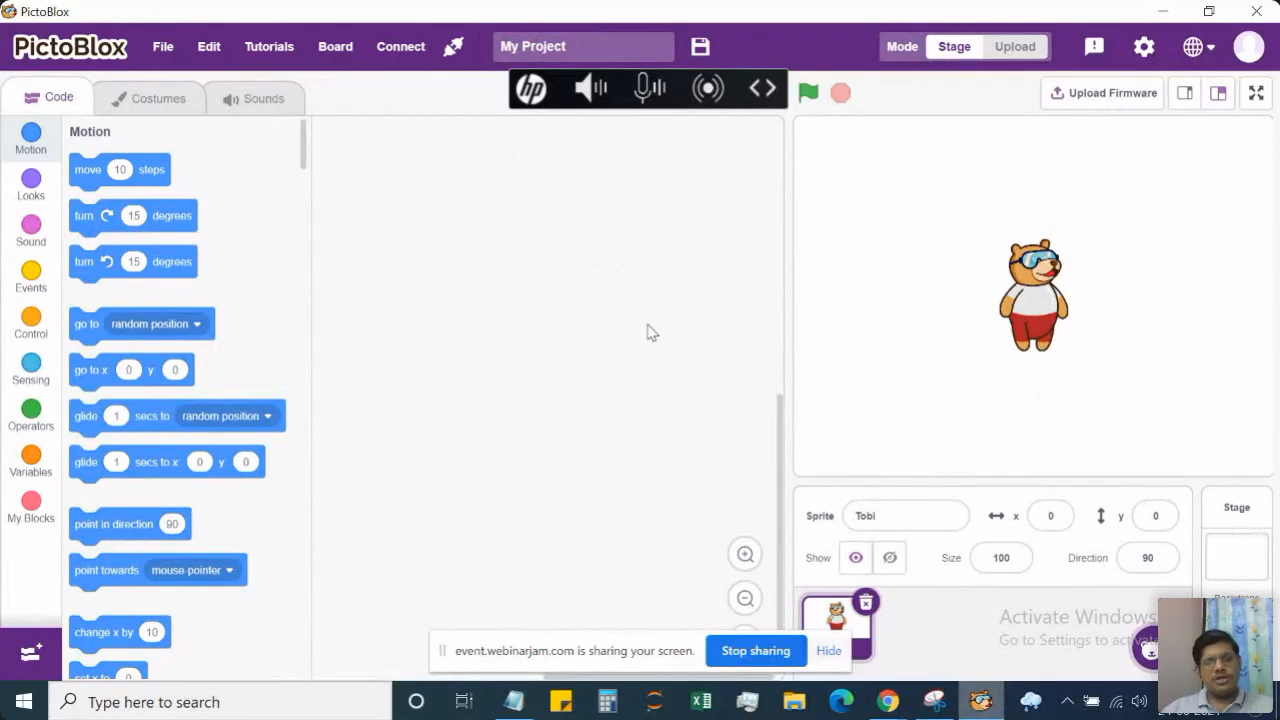 PictoBlox
PictoBlox File Edit Tutorials Board Connect My Project Mode Stage Upload
hp
Code Costumes Sounds Upload Firmware
Motion
Looks
Sound
Events
Control
Sensing
Operators
Variables
My Blocks
Motion
move 10 steps
turn 15 degrees
turn 15 degrees
go to random position
go to x: 0 y: 0
glide 1 secs to random position
glide 1 secs to x: 0 y: 0
point in direction 90
point towards mouse-pointer
change x by 10
set x to 0
Sprite Tobi x 0 y 0
Show Size 100 Direction 90
Stage
Activate Windows
Go to Settings to activate
event.webinarjam.com is sharing your screen. Stop sharing Hide
Type here to search